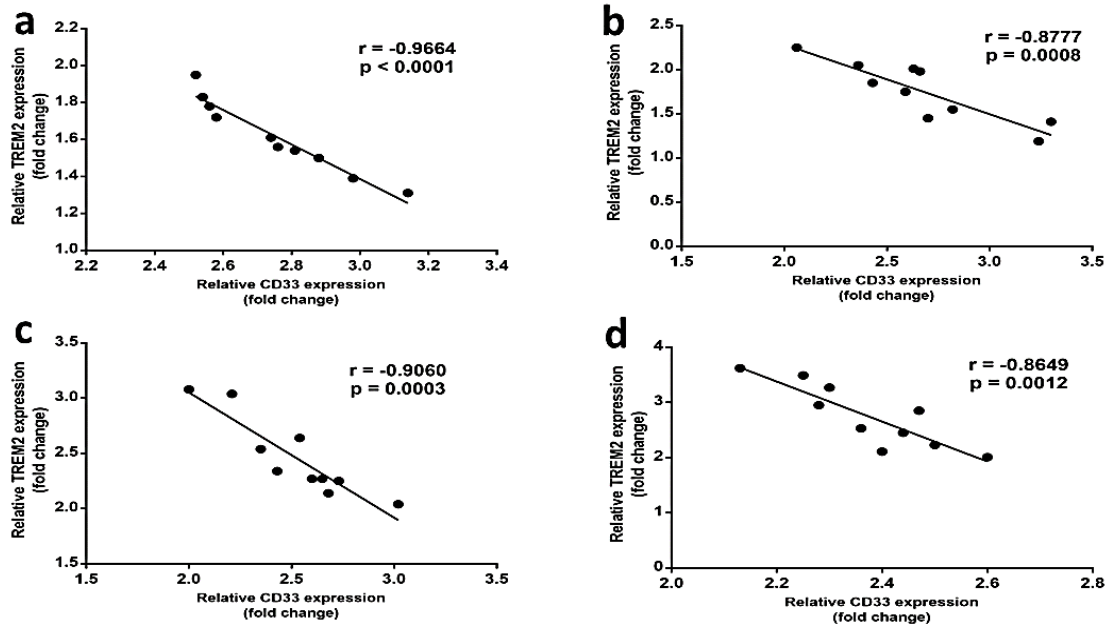 a
2.2
2.0
1.8
1.6
1.4
1.2
1.0
2.2 2.4 2.6 2.8 3.0 3.2 3.4
Relative TREM2 expression
(fold change)
Relative CD33 expression
(fold change)
r = -0.9664
p < 0.0001
b
2.5
2.0
1.5
1.0
0.5
0.0
1.5 2.0 2.5 3.0 3.5
Relative TREM2 expression
(fold change)
Relative CD33 expression
(fold change)
r = -0.8777
p = 0.0008
c
3.5
3.0
2.5
2.0
1.5
1.5 2.0 2.5 3.0 3.5
Relative TREM2 expression
(fold change)
Relative CD33 expression
(fold change)
r = -0.9060
p = 0.0003
d
4
3
2
1
0
2.0 2.2 2.4 2.6 2.8
Relative TREM2 expression
(fold change)
Relative CD33 expression
(fold change)
r = -0.8649
p = 0.0012